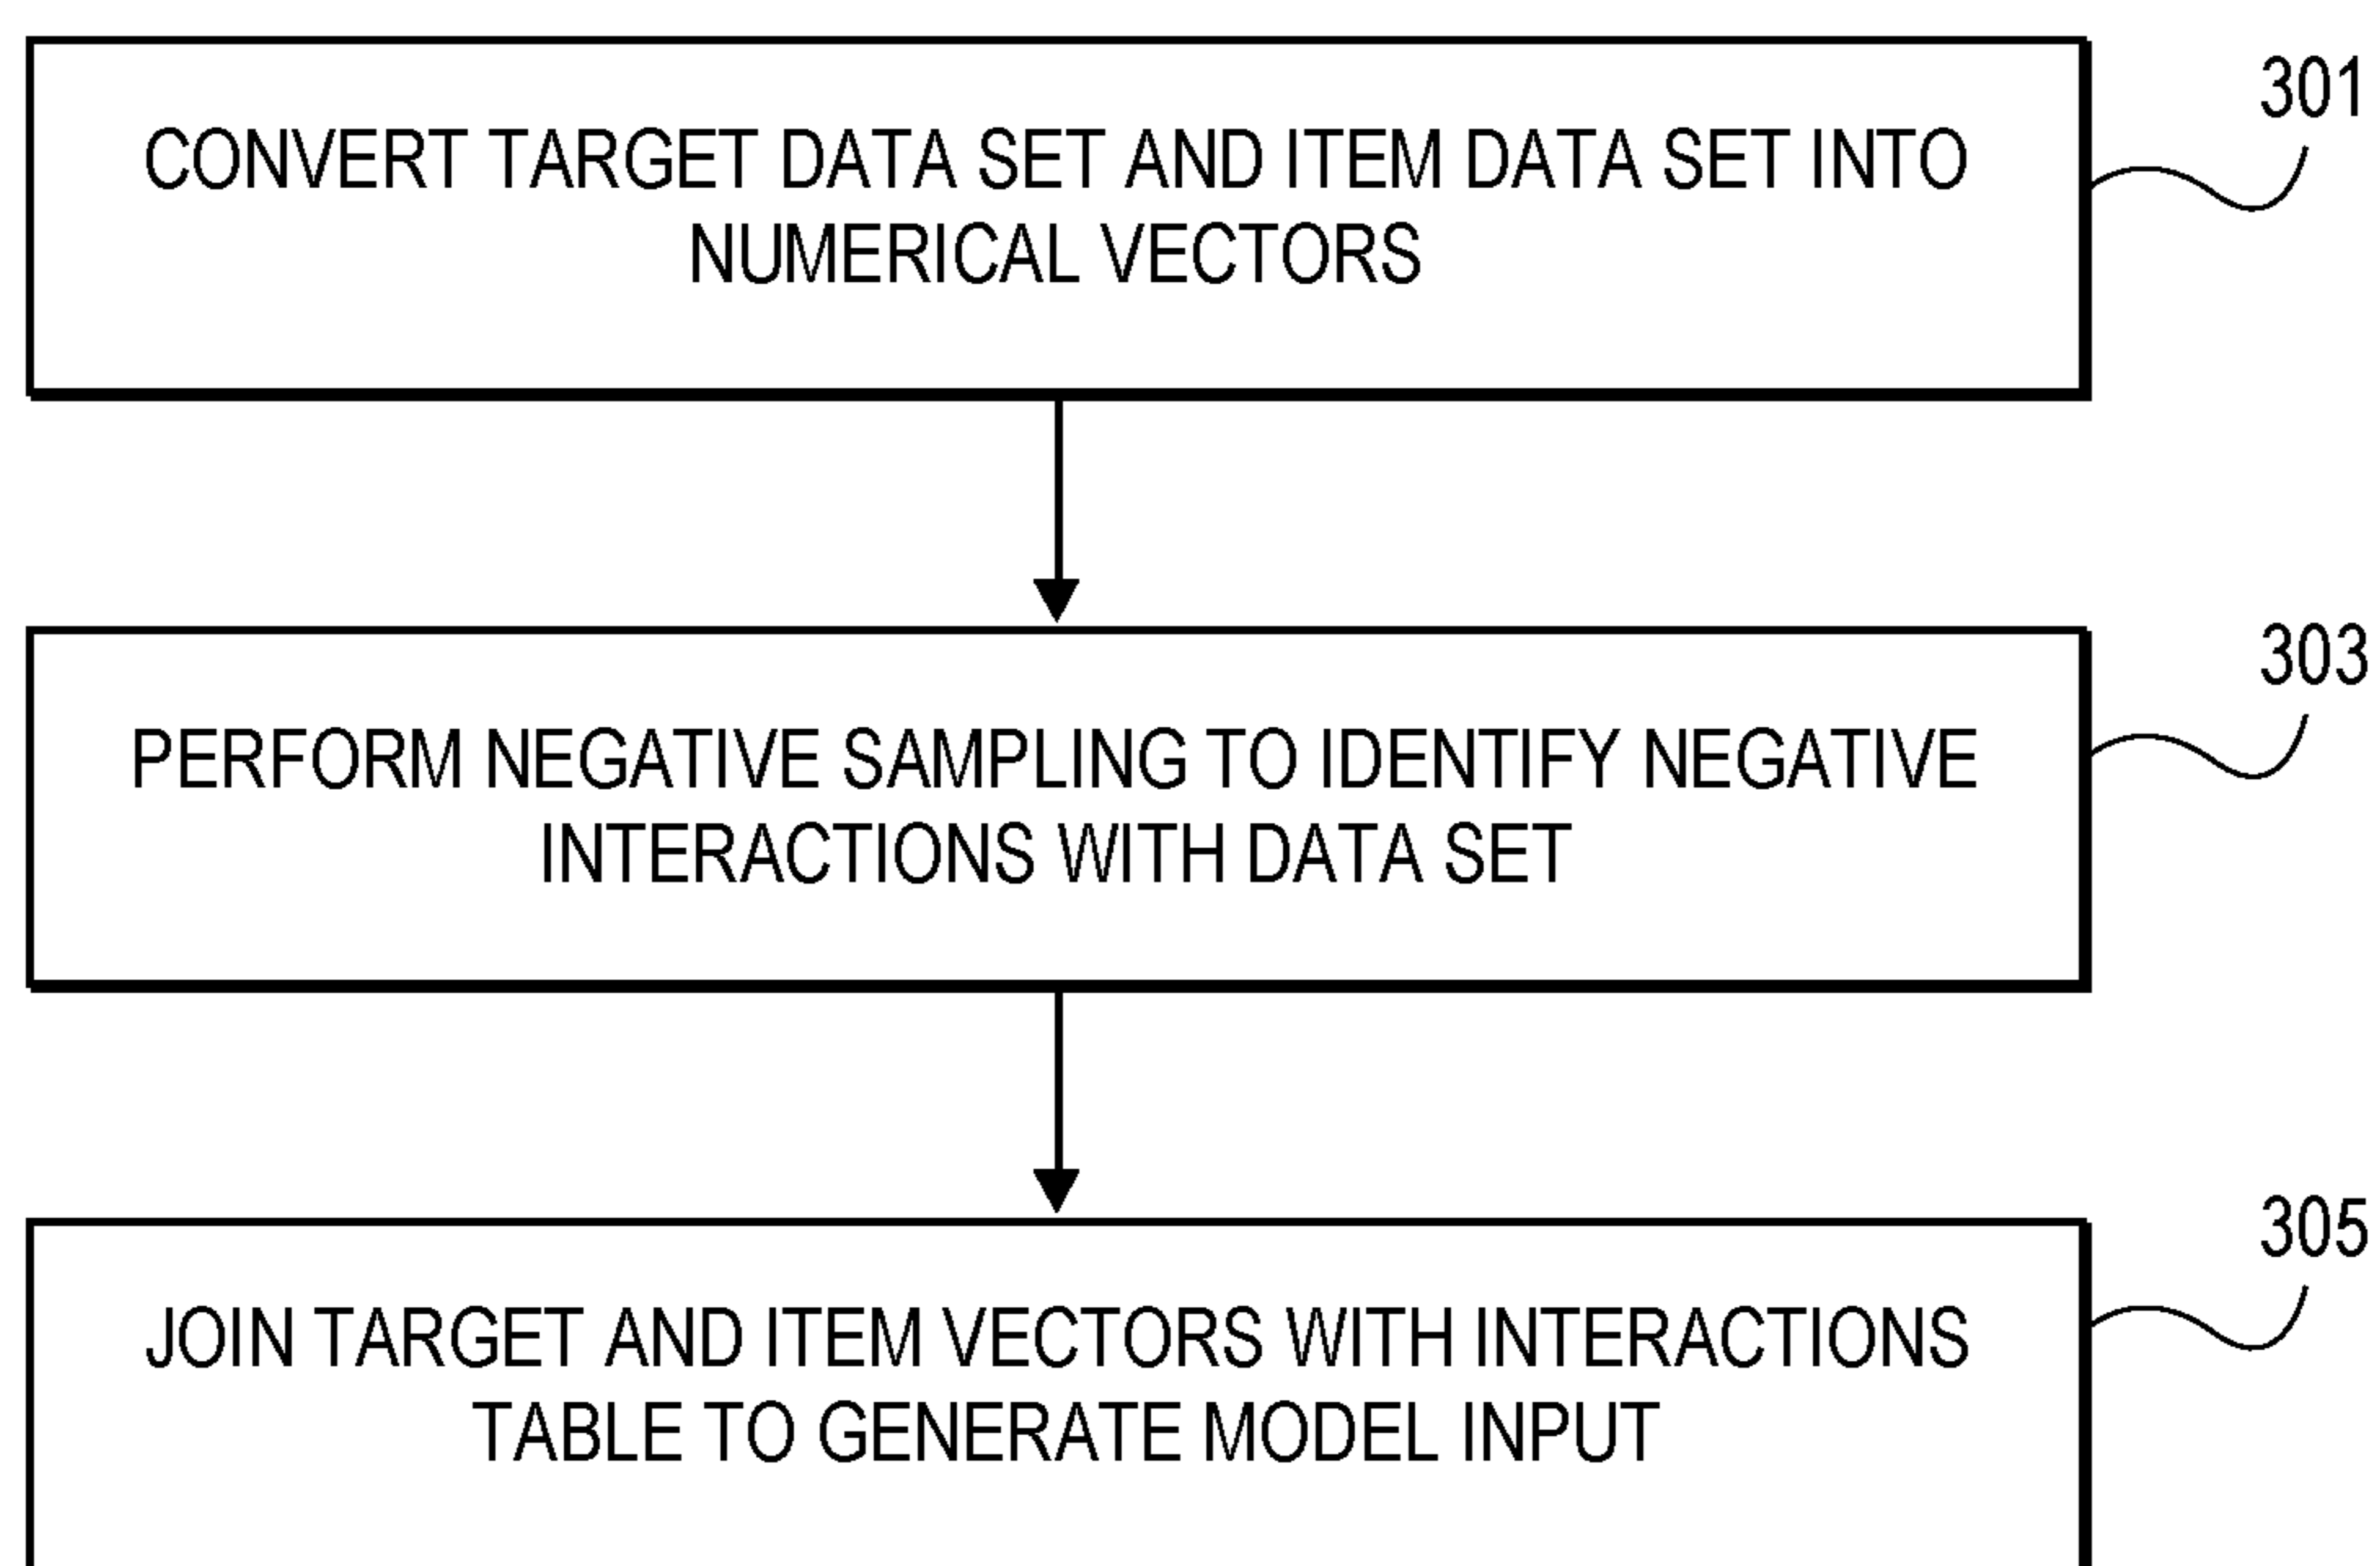 301
CONVERT TARGET DATA SET AND ITEM DATA SET INTO
NUMERICAL VECTORS
303
PERFORM NEGATIVE SAMPLING TO IDENTIFY NEGATIVE
INTERACTIONS WITH DATA SET
305
JOIN TARGET AND ITEM VECTORS WITH INTERACTIONS
TABLE TO GENERATE MODEL INPUT